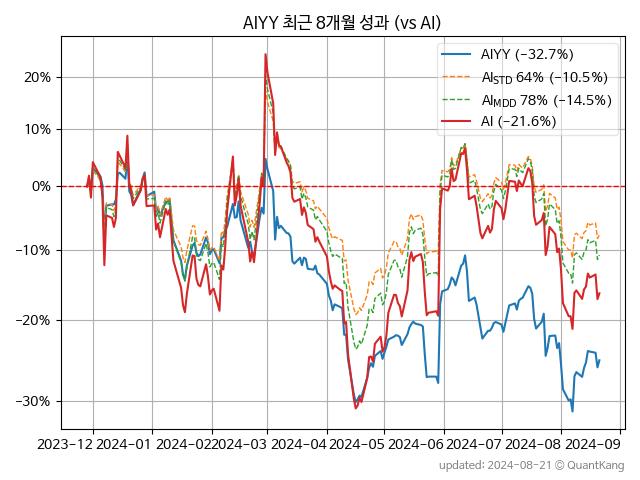 AIYY 최근 8개월 성과 (vs AI)
AIYY (−32.7%)
AI_STD 64% (−10.5%)
AI_MDD 78% (−14.5%)
AI (−21.6%)
20%
10%
0%
−10%
−20%
−30%
2023-12 2024-01 2024-02 2024-03 2024-04 2024-05 2024-06 2024-07 2024-08 2024-09
updated: 2024-08-21 © QuantKang